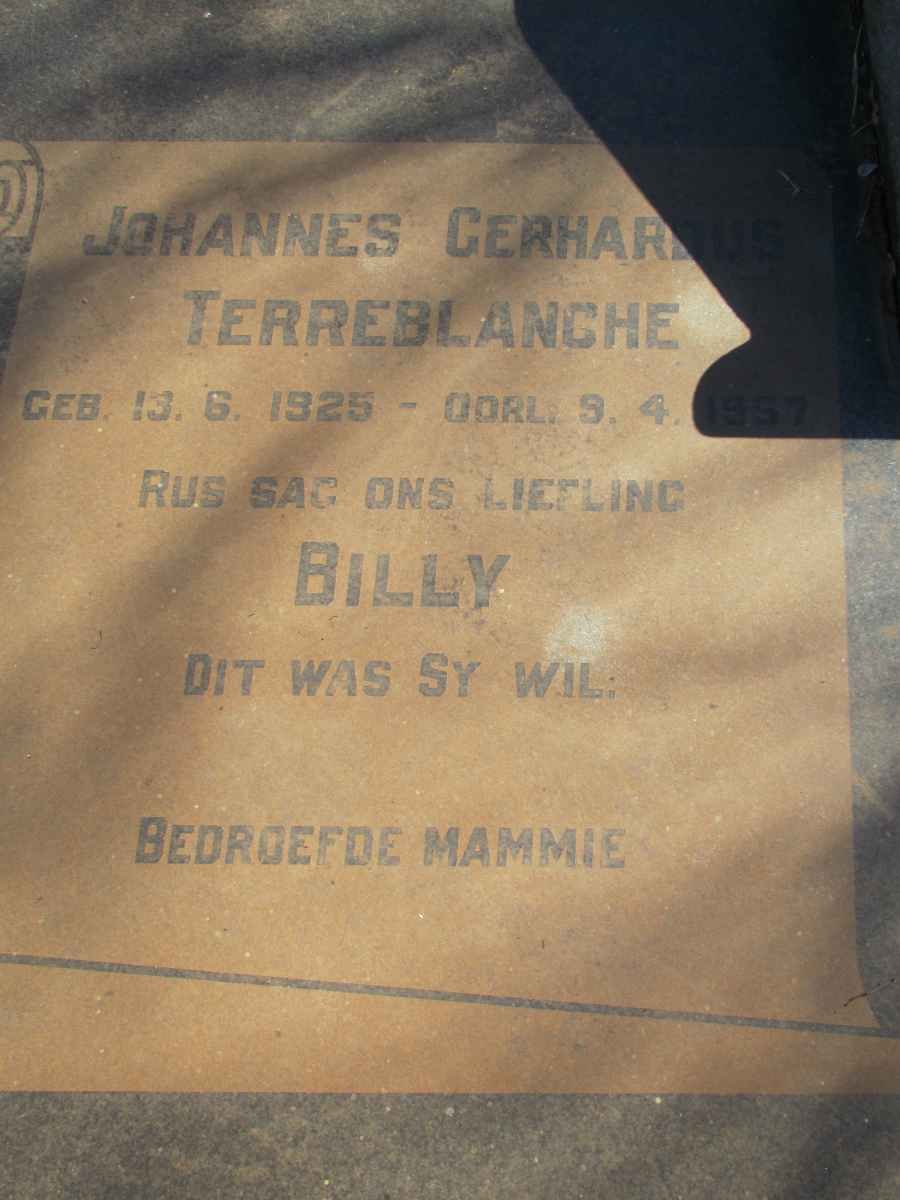 JOHANNES GERHARDUS
TERREBLANCHE
GEB. 13. 6. 1925 - OORL. 9. 4. 1957
RUS SAG ONS LIEFLING
BILLY
DIT WAS SY WIL.
BEDROEFDE MAMMIE